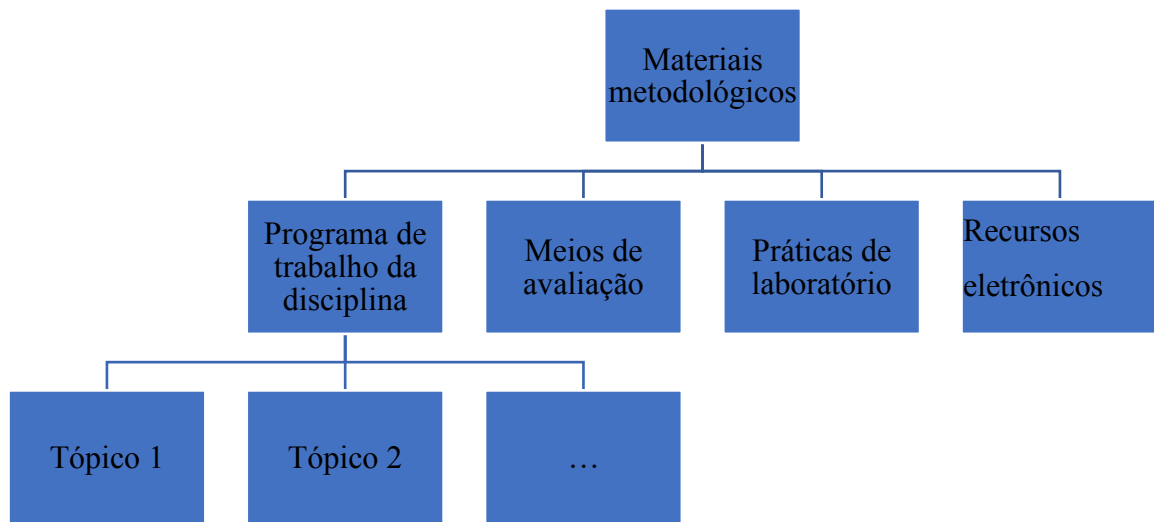 Materiais
metodológicos
Programa de
trabalho da
disciplina
Meios de
avaliação
Práticas de
laboratório
Recursos
eletrônicos
Tópico 1
Tópico 2
…